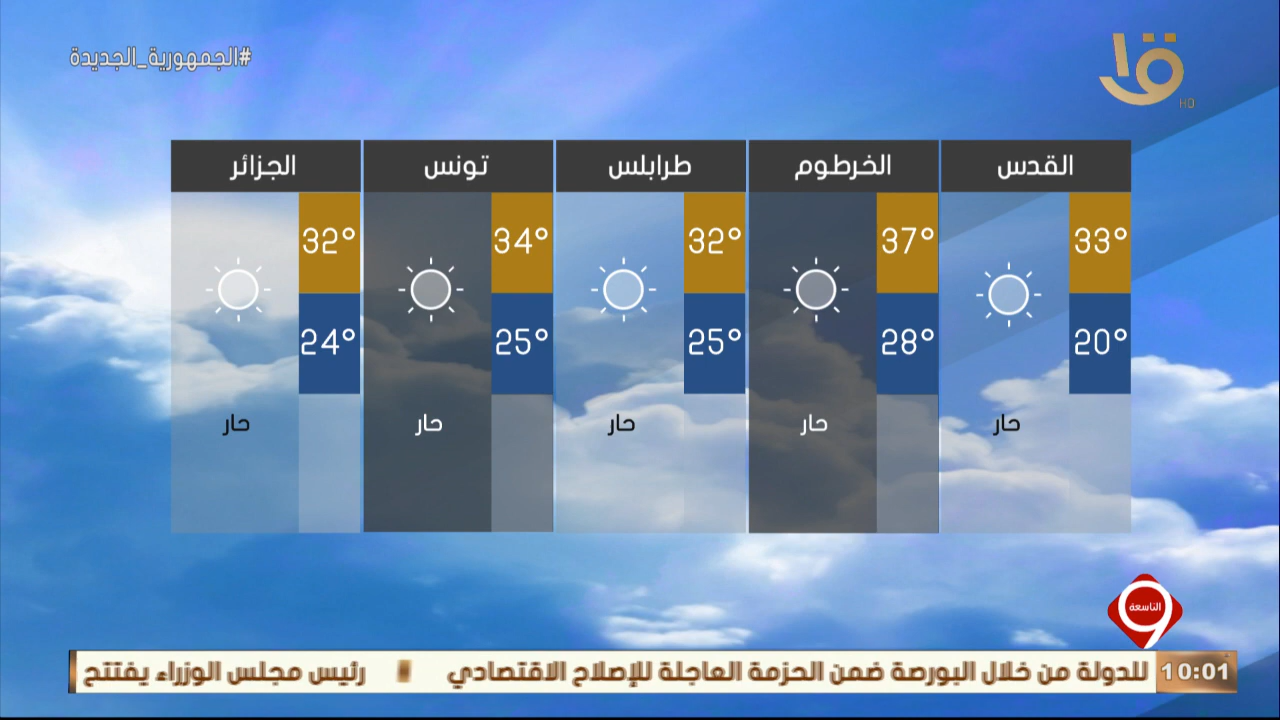 #الجمهورية_الجديدة
HD
القدس
33°
20°
حار
الخرطوم
37°
28°
حار
طرابلس
32°
25°
حار
تونس
34°
25°
حار
الجزائر
32°
24°
حار
التاسعة
9
10:01
للدولة من خلال البورصة ضمن الحزمة العاجلة للإصلاح الاقتصادي
رئيس مجلس الوزراء يفتتح